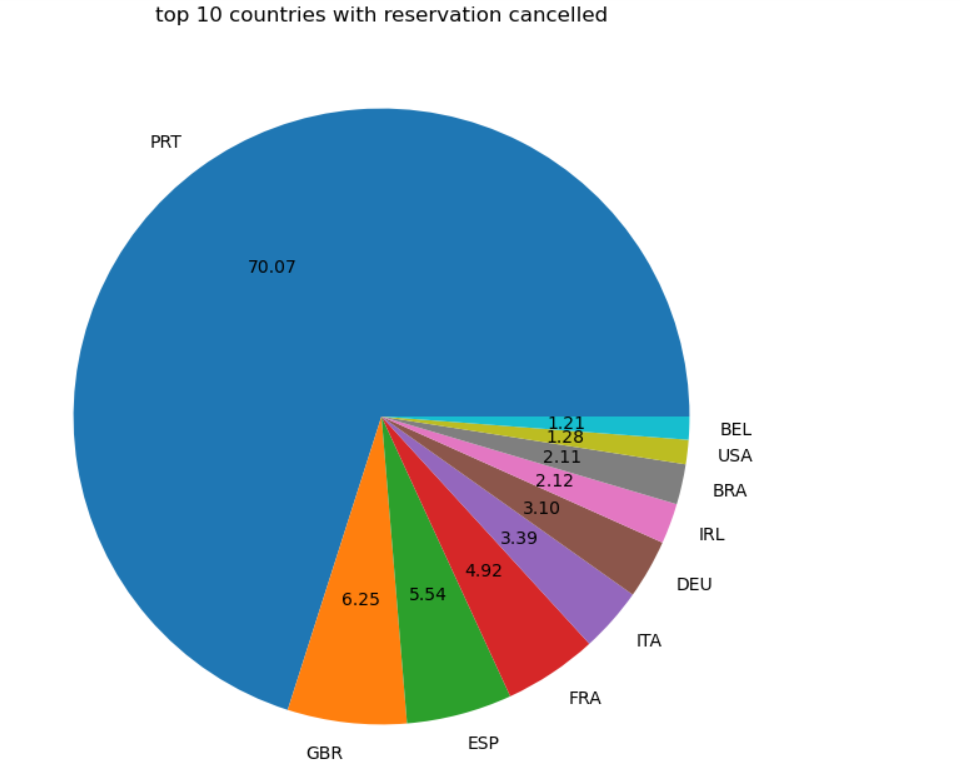 top 10 countries with reservation cancelled
PRT
70.07
1.21
BEL
1.28
USA
2.11
BRA
2.12
IRL
3.10
DEU
3.39
ITA
4.92
FRA
5.54
ESP
6.25
GBR